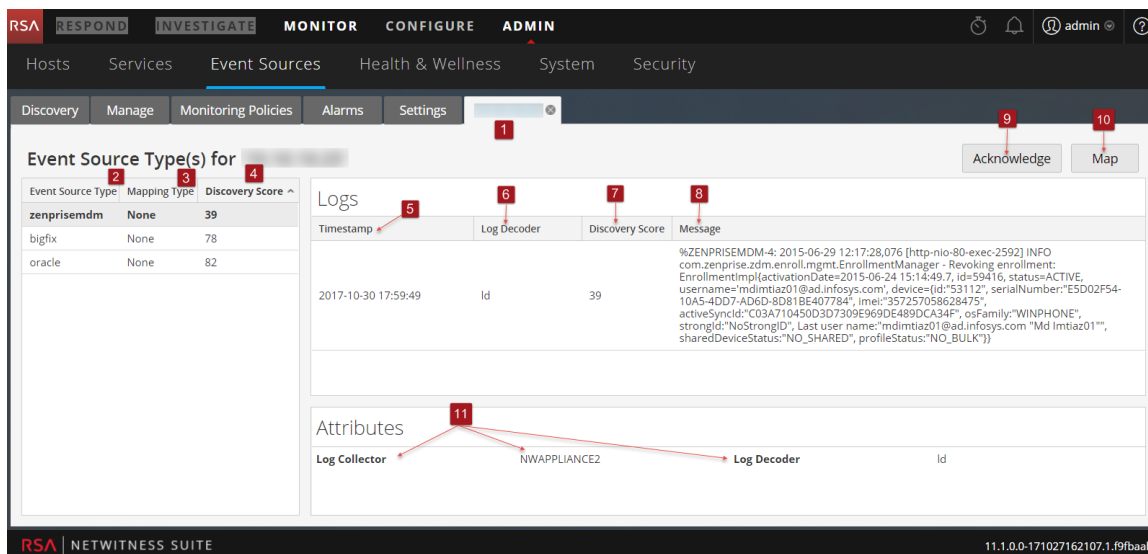 RSA RESPOND INVESTIGATE MONITOR CONFIGURE ADMIN admin
Hosts Services Event Sources Health & Wellness System Security
Discovery Manage Monitoring Policies Alarms Settings
1
9
10
Event Source Type(s) for
Acknowledge Map
2
3
4
Event Source Type Mapping Type Discovery Score
zenprisemdm None 39
bigfix None 78
oracle None 82
Logs
5
6
7
8
Timestamp Log Decoder Discovery Score Message
%ZENPRISEMDM-4: 2015-06-29 12:17:28,076 [http-nio-80-exec-2592] INFO
com.zenprise.zdm.enroll.mgmt.EnrollmentManager - Revoking enrollment:
EnrollmentImpl{activationDate=2015-06-24 15:14:49.7, id=59416, status=ACTIVE,
username='mdimtiaz01@ad.infosys.com', device={id:"53112", serialNumber:"E5D02F54-
2017-10-30 17:59:49 ld 39
10A5-4DD7-AD6D-8D81BE407784", imei:"357257058628475",
activeSyncId:"C03A710450D3D7309E969DE489DCA34F", osFamily:"WINPHONE",
strongId:"NoStrongID", Last user name:"mdimtiaz01@ad.infosys.com "Md Imtiaz01"",
sharedDeviceStatus:"NO_SHARED", profileStatus:"NO_BULK"}}
11
Attributes
Log Collector NWAPPLIANCE2 Log Decoder ld
RSA NETWITNESS SUITE 11.1.0.0-171027162107.1.f9fbaa